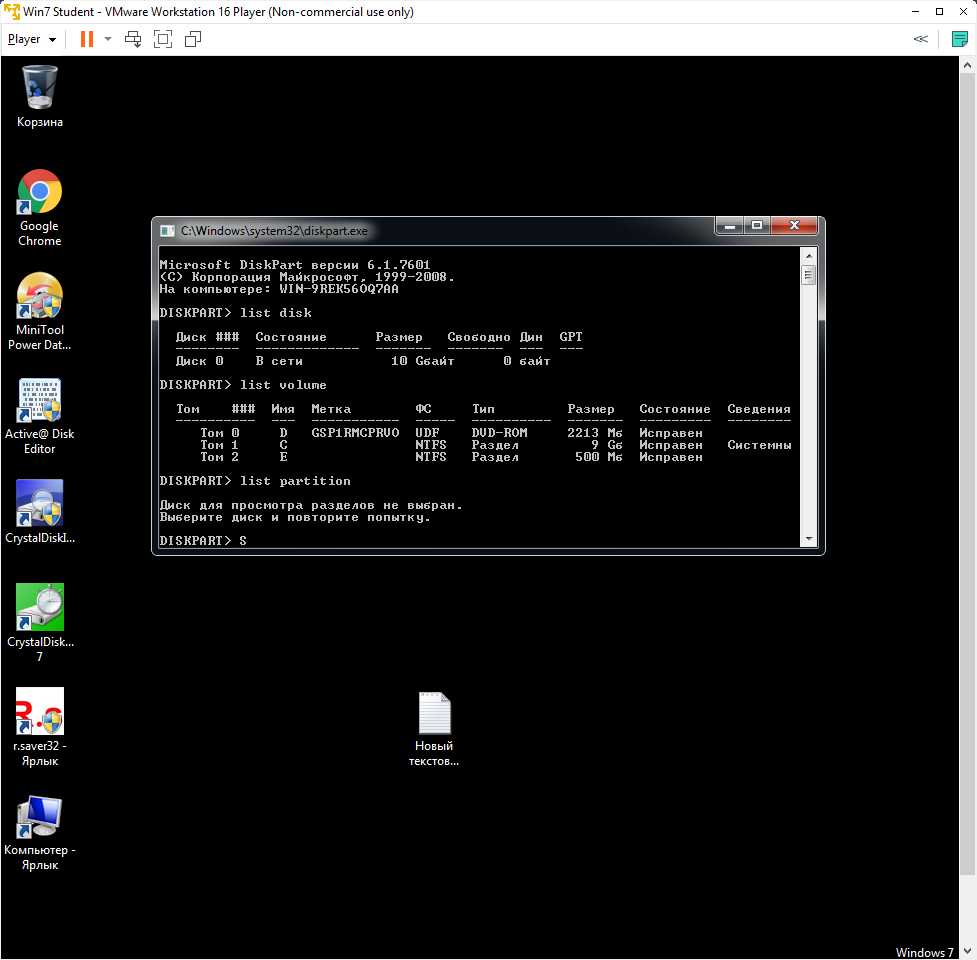 Win7 Student - VMware Workstation 16 Player (Non-commercial use only)
Player
Корзина
Google
Chrome
MiniTool
Power Dat...
Active@ Disk
Editor
CrystalDiskI...
CrystalDisk...
7
r.saver32 -
Ярлык
Компьютер -
Ярлык
C:\Windows\system32\diskpart.exe
Microsoft DiskPart версии 6.1.7601
(C) Корпорация Майкрософт, 1999-2008.
На компьютере: WIN-9REK56OQ7AA
DISKPART> list disk
Диск ### Состояние Размер Свободно Дин GPT
-------- ------------- ------- ------- --- ---
Диск 0 В сети 10 Gбайт 0 байт
DISKPART> list volume
Том ### Имя Метка ФС Тип Размер Состояние Сведения
---------- --- ----------- ----- ---------- ------- --------- --------
Том 0 D GSP1RMCPRVO UDF DVD-ROM 2213 Мб Исправен
Том 1 C NTFS Раздел 9 Gб Исправен Системны
Том 2 E NTFS Раздел 500 Мб Исправен
DISKPART> list partition
Диск для просмотра разделов не выбран.
Выберите диск и повторите попытку.
DISKPART> S
Новый
текстов...
Windows 7